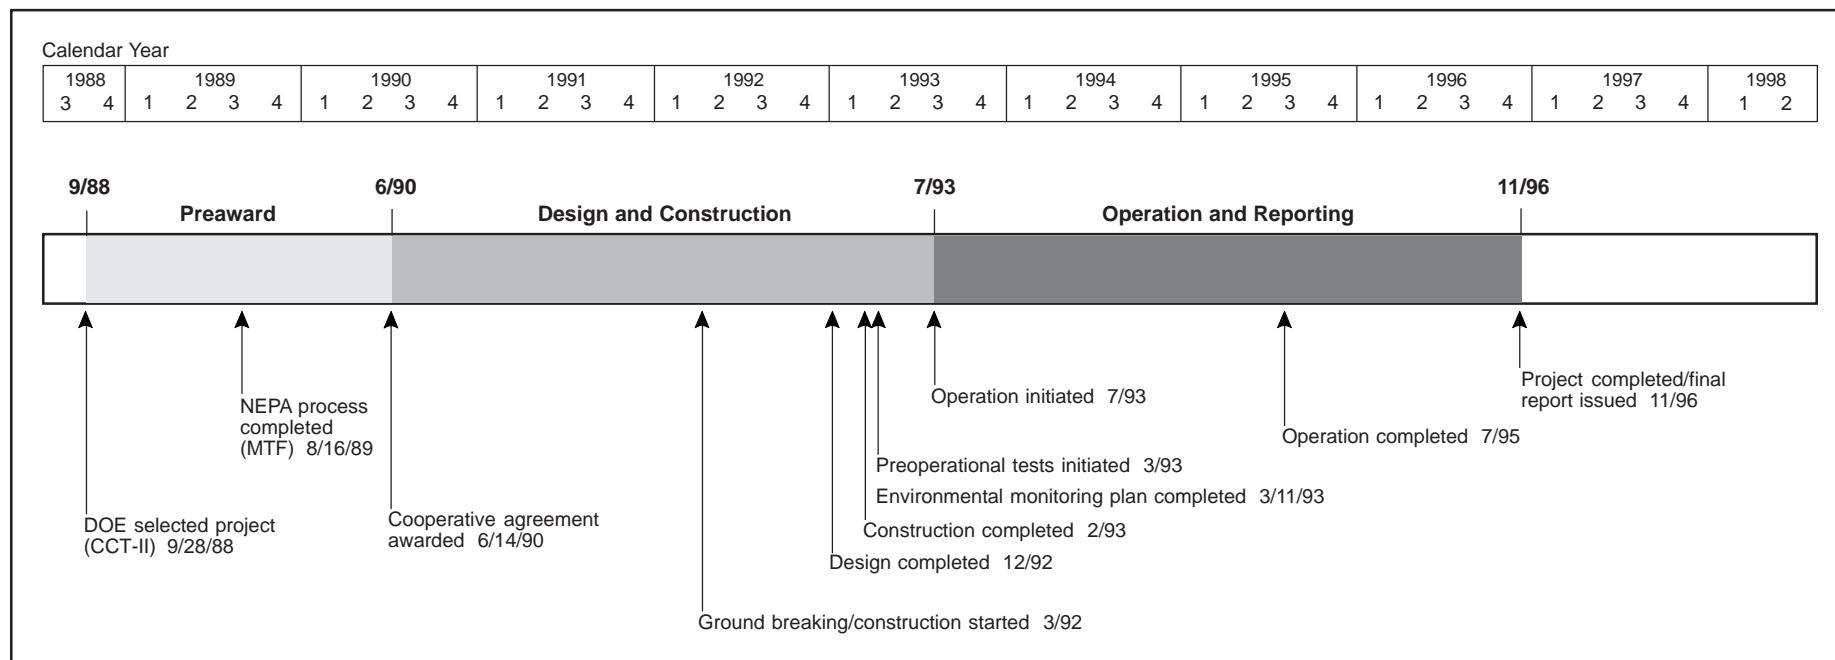 Calendar Year
1988 1989 1990 1991 1992 1993 1994 1995 1996 1997 1998
3 4 1 2 3 4 1 2 3 4 1 2 3 4 1 2 3 4 1 2 3 4 1 2 3 4 1 2 3 4 1 2 3 4 1 2 3 4 1 2
9/88 6/90 7/93 11/96
Preaward Design and Construction Operation and Reporting
NEPA process
completed
(MTF) 8/16/89
DOE selected project
(CCT-II) 9/28/88
Cooperative agreement
awarded 6/14/90
Operation initiated 7/93
Project completed/final
report issued 11/96
Operation completed 7/95
Preoperational tests initiated 3/93
Environmental monitoring plan completed 3/11/93
Construction completed 2/93
Design completed 12/92
Ground breaking/construction started 3/92